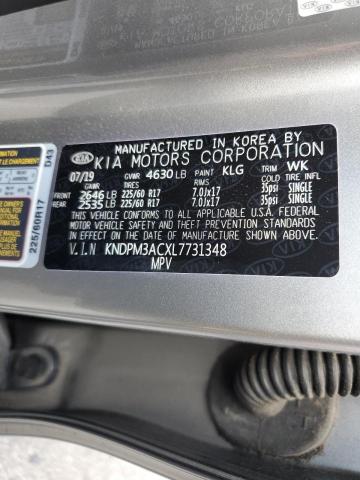 MANUFACTURED IN KOREA BY
KIA KIA MOTORS CORPORATION
07/19 GVWR 4630 LB PAINT KLG TRIM WK
GAWR TIRES RIMS COLD TIRE INFL
FRONT 2646 LB 225/60 R17 7.0Jx17 35psi SINGLE
REAR 2535 LB 225/60 R17 7.0Jx17 35psi SINGLE
THIS VEHICLE CONFORMS TO ALL APPLICABLE FEDERAL
MOTOR VEHICLE SAFETY, BUMPER, AND THEFT PREVENTION STANDARDS
IN EFFECT ON THE DATE OF MANUFACTURE SHOWN ABOVE.
V.I.N KNDPM3ACXL7731348
MPV
D43
225/60R17